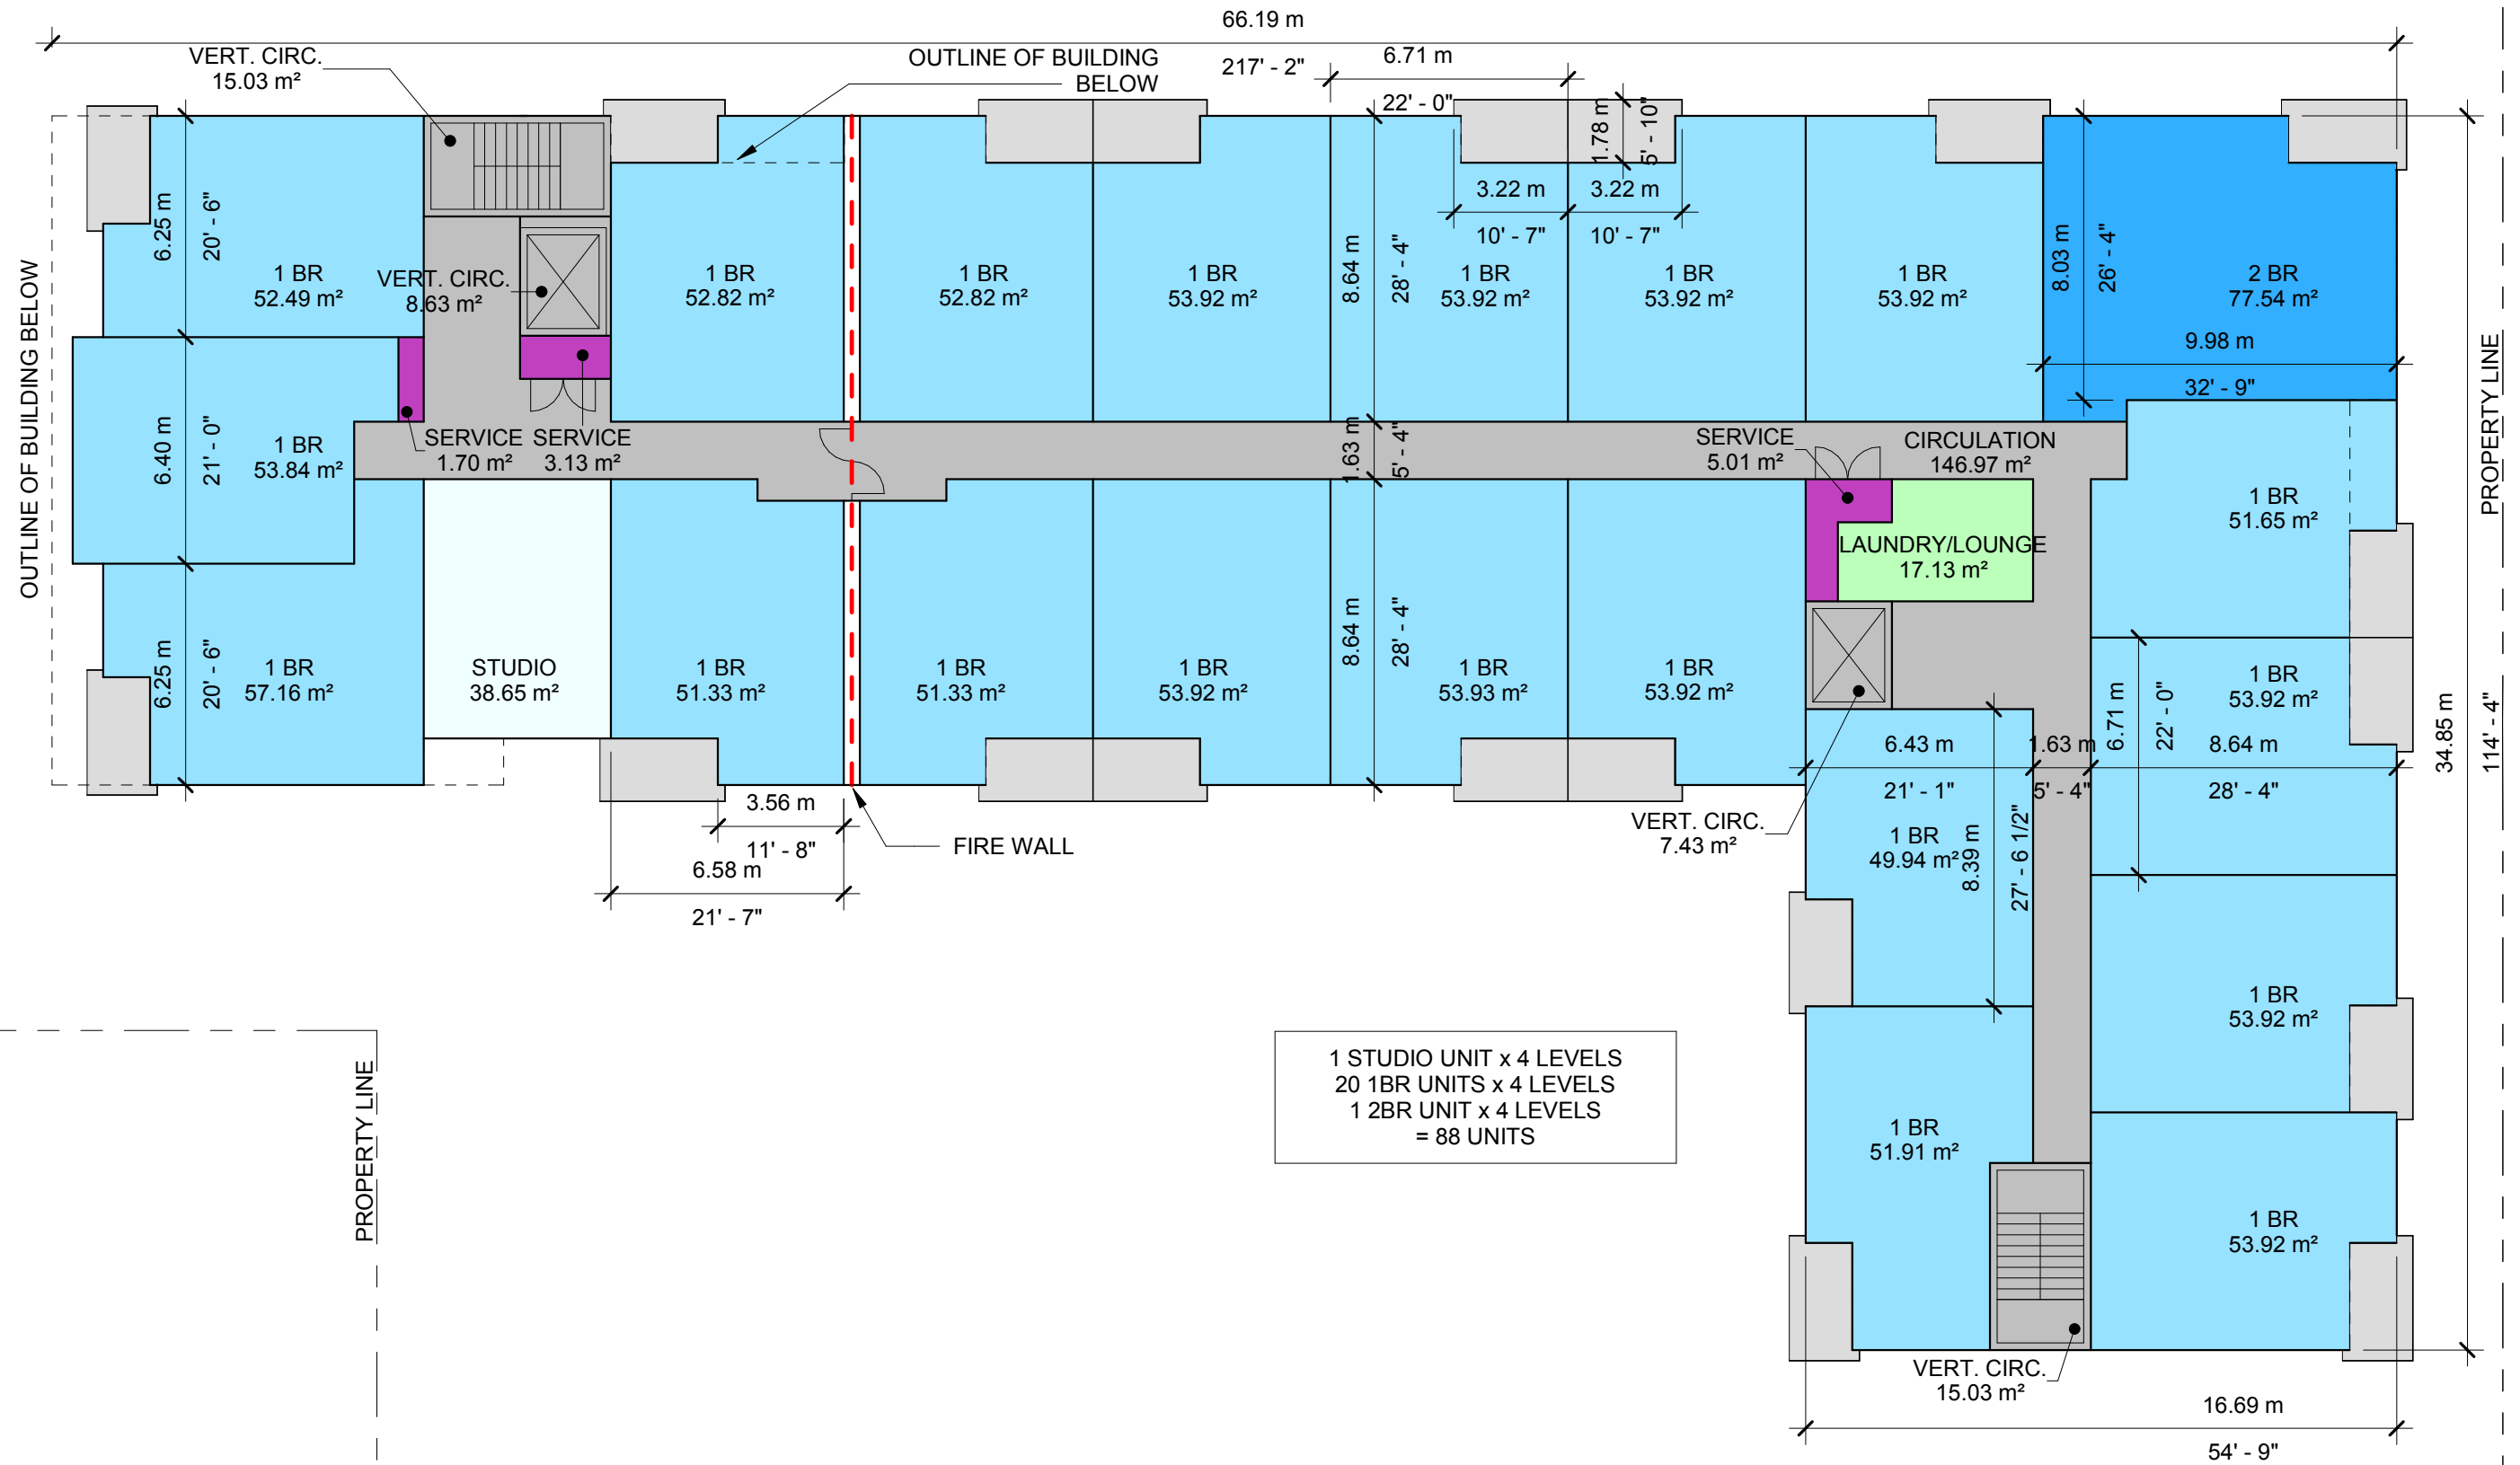 66.19 m
217' - 2"
VERT. CIRC.
15.03 m²
OUTLINE OF BUILDING
BELOW
6.71 m
22' - 0"
1.78 m
5' - 10"
3.22 m
10' - 7"
3.22 m
10' - 7"
6.25 m
20' - 6"
1 BR
52.49 m²
VERT. CIRC.
8.63 m²
1 BR
52.82 m²
1 BR
52.82 m²
1 BR
53.92 m²
8.64 m
28' - 4"
1 BR
53.92 m²
1 BR
53.92 m²
1 BR
53.92 m²
8.03 m
26' - 4"
2 BR
77.54 m²
9.98 m
32' - 9"
OUTLINE OF BUILDING BELOW
PROPERTY LINE
6.40 m
21' - 0"
1 BR
53.84 m²
SERVICE
1.70 m²
SERVICE
3.13 m²
1.63 m
5' - 4"
SERVICE
5.01 m²
CIRCULATION
146.97 m²
1 BR
51.65 m²
LAUNDRY/LOUNGE
17.13 m²
6.25 m
20' - 6"
1 BR
57.16 m²
STUDIO
38.65 m²
1 BR
51.33 m²
1 BR
51.33 m²
1 BR
53.92 m²
8.64 m
28' - 4"
1 BR
53.93 m²
1 BR
53.92 m²
1 BR
53.92 m²
6.71 m
22' - 0"
34.85 m
114' - 4"
6.43 m
21' - 1"
1.63 m
5' - 4"
8.64 m
28' - 4"
3.56 m
11' - 8"
6.58 m
21' - 7"
FIRE WALL
VERT. CIRC.
7.43 m²
1 BR
49.94 m²
8.39 m
27' - 6 1/2"
1 BR
53.92 m²
PROPERTY LINE
1 STUDIO UNIT x 4 LEVELS
20 1BR UNITS x 4 LEVELS
1 2BR UNIT x 4 LEVELS
= 88 UNITS
1 BR
51.91 m²
1 BR
53.92 m²
VERT. CIRC.
15.03 m²
16.69 m
54' - 9"